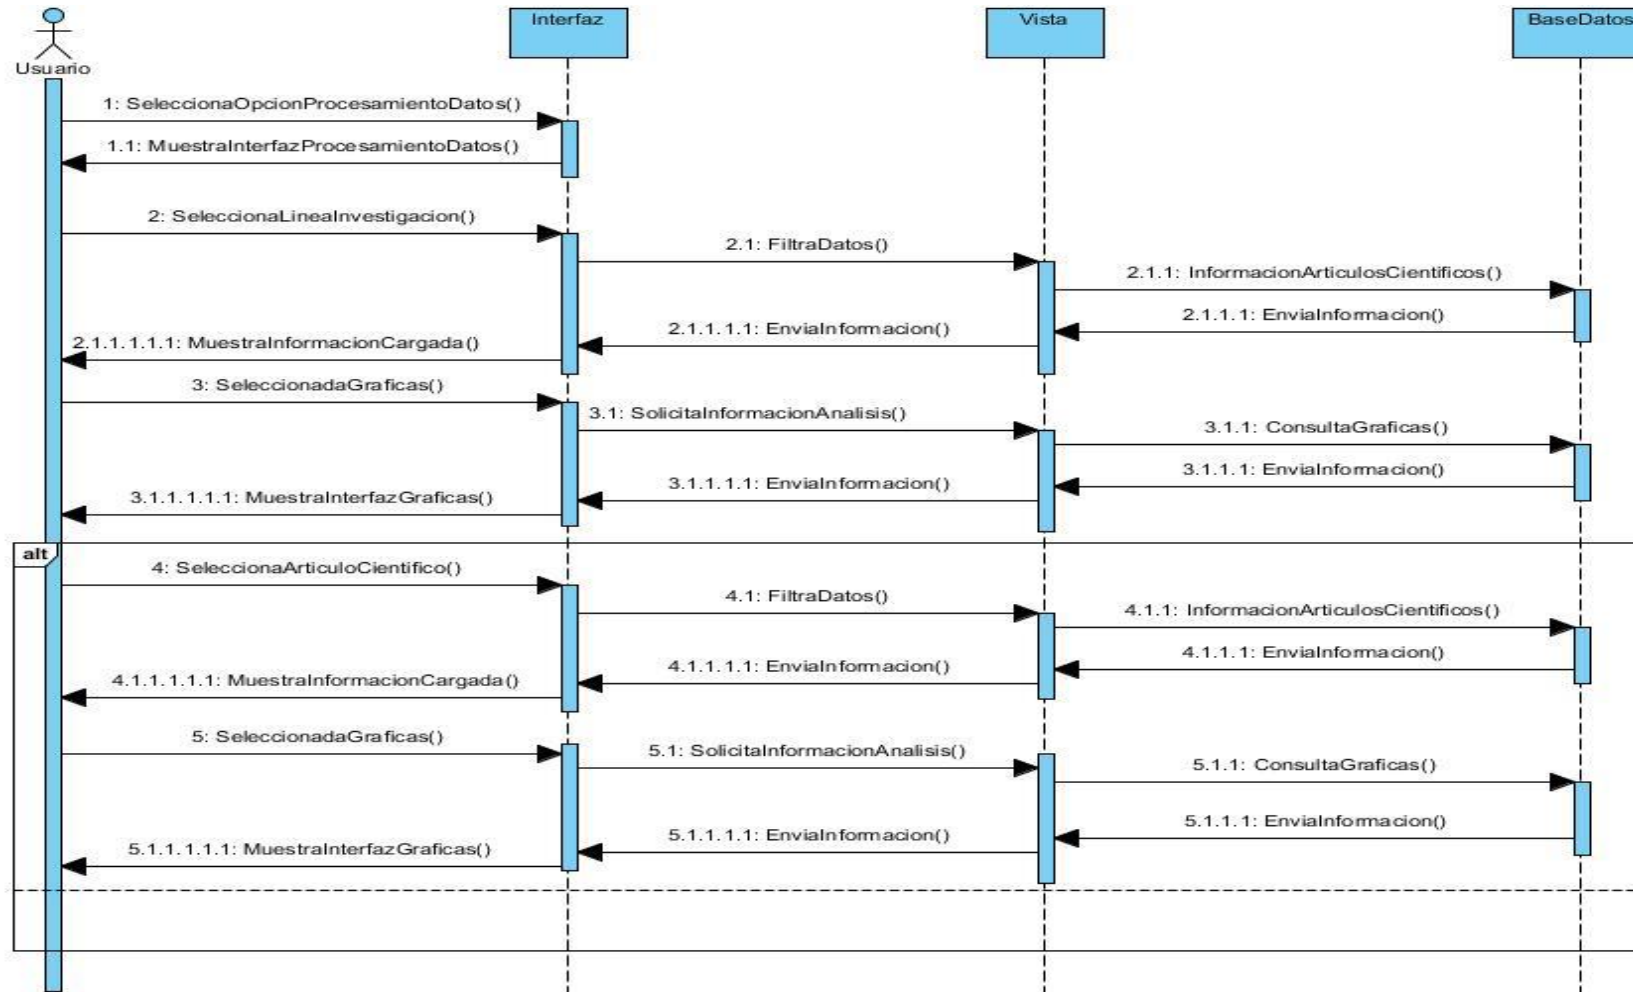 Usuario
Interfaz
Vista
BaseDatos
1: SeleccionaOpcionProcesamientoDatos()
1.1: MuestraInterfazProcesamientoDatos()
2: SeleccionaLineaInvestigacion()
2.1: FiltraDatos()
2.1.1: InformacionArticulosCientificos()
2.1.1.1: EnviaInformacion()
2.1.1.1.1: EnviaInformacion()
2.1.1.1.1.1: MuestraInformacionCargada()
3: SeleccionadaGraficas()
3.1: SolicitaInformacionAnalisis()
3.1.1: ConsultaGraficas()
3.1.1.1: EnviaInformacion()
3.1.1.1.1: EnviaInformacion()
3.1.1.1.1.1: MuestraInterfazGraficas()
alt
4: SeleccionaArticuloCientifico()
4.1: FiltraDatos()
4.1.1: InformacionArticulosCientificos()
4.1.1.1: EnviaInformacion()
4.1.1.1.1: EnviaInformacion()
4.1.1.1.1.1: MuestraInformacionCargada()
5: SeleccionadaGraficas()
5.1: SolicitaInformacionAnalisis()
5.1.1: ConsultaGraficas()
5.1.1.1: EnviaInformacion()
5.1.1.1.1: EnviaInformacion()
5.1.1.1.1.1: MuestraInterfazGraficas()